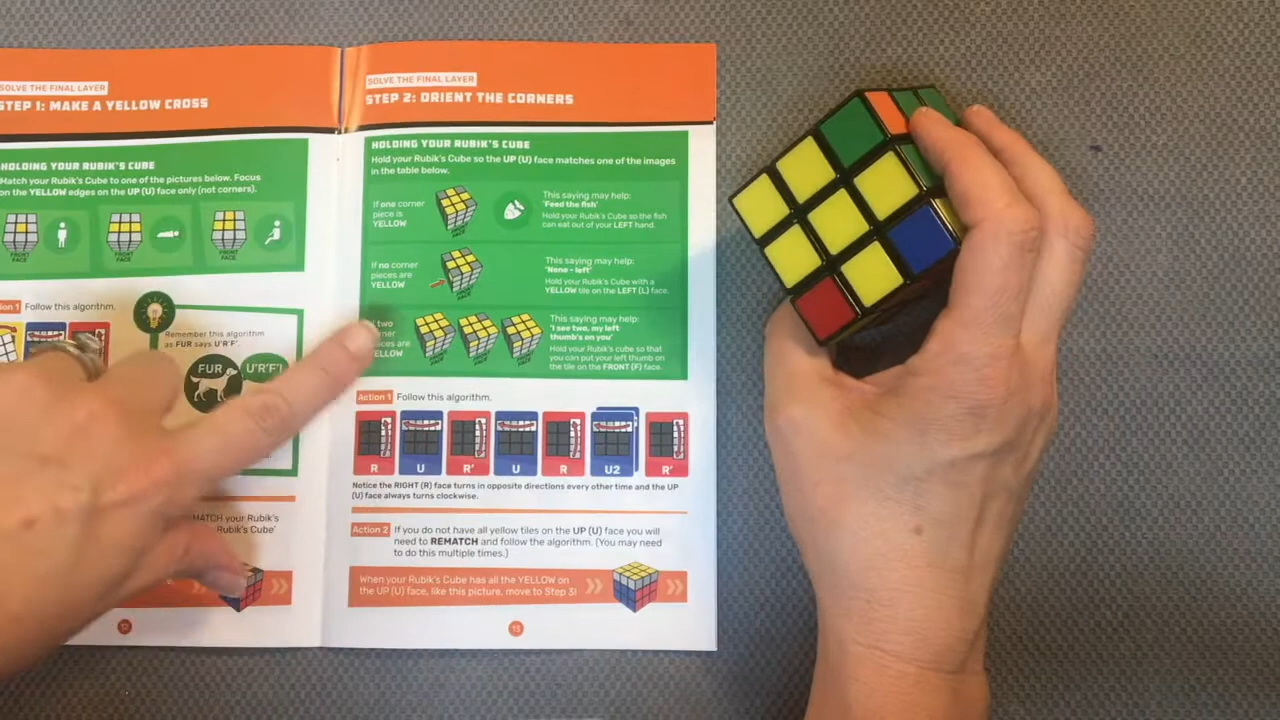 SOLVE THE FINAL LAYER
STEP 1: MAKE A YELLOW CROSS
HOLDING YOUR RUBIK'S CUBE
Match your Rubik's Cube to one of the pictures below. Focus
on the YELLOW edges on the UP (U) face only (not corners).
FRONT
FACE
FRONT
FACE
FRONT
FACE
ion 1 Follow this algorithm.
Remember this algorithm
as FUR says U'R'F'.
FUR
U'R'F'!
MATCH your Rubik's
Rubik's Cube'
12
SOLVE THE FINAL LAYER
STEP 2: ORIENT THE CORNERS
HOLDING YOUR RUBIK'S CUBE
Hold your Rubik's Cube so the UP (U) face matches one of the images
in the table below.
If one corner
piece is
YELLOW
FACE
This saying may help:
'Feed the fish'
Hold your Rubik's Cube so the fish
can eat out of your LEFT hand.
If no corner
pieces are
YELLOW
FACE
This saying may help:
'None - left'
Hold your Rubik's Cube with a
YELLOW tile on the LEFT (L) face.
two
rner
eces are
YELLOW
This saying may help:
'I see two, my left
thumb's on you'
Hold your Rubik's cube so that
you can put your left thumb on
the tile on the FRONT (F) face.
Action 1 Follow this algorithm.
R U R' U R U2 R'
Notice the RIGHT (R) face turns in opposite directions every other time and the UP
(U) face always turns clockwise.
Action 2 If you do not have all yellow tiles on the UP (U) face you will
need to REMATCH and follow the algorithm. (You may need
to do this multiple times.)
When your Rubik's Cube has all the YELLOW on
the UP (U) face, like this picture, move to Step 3!
13